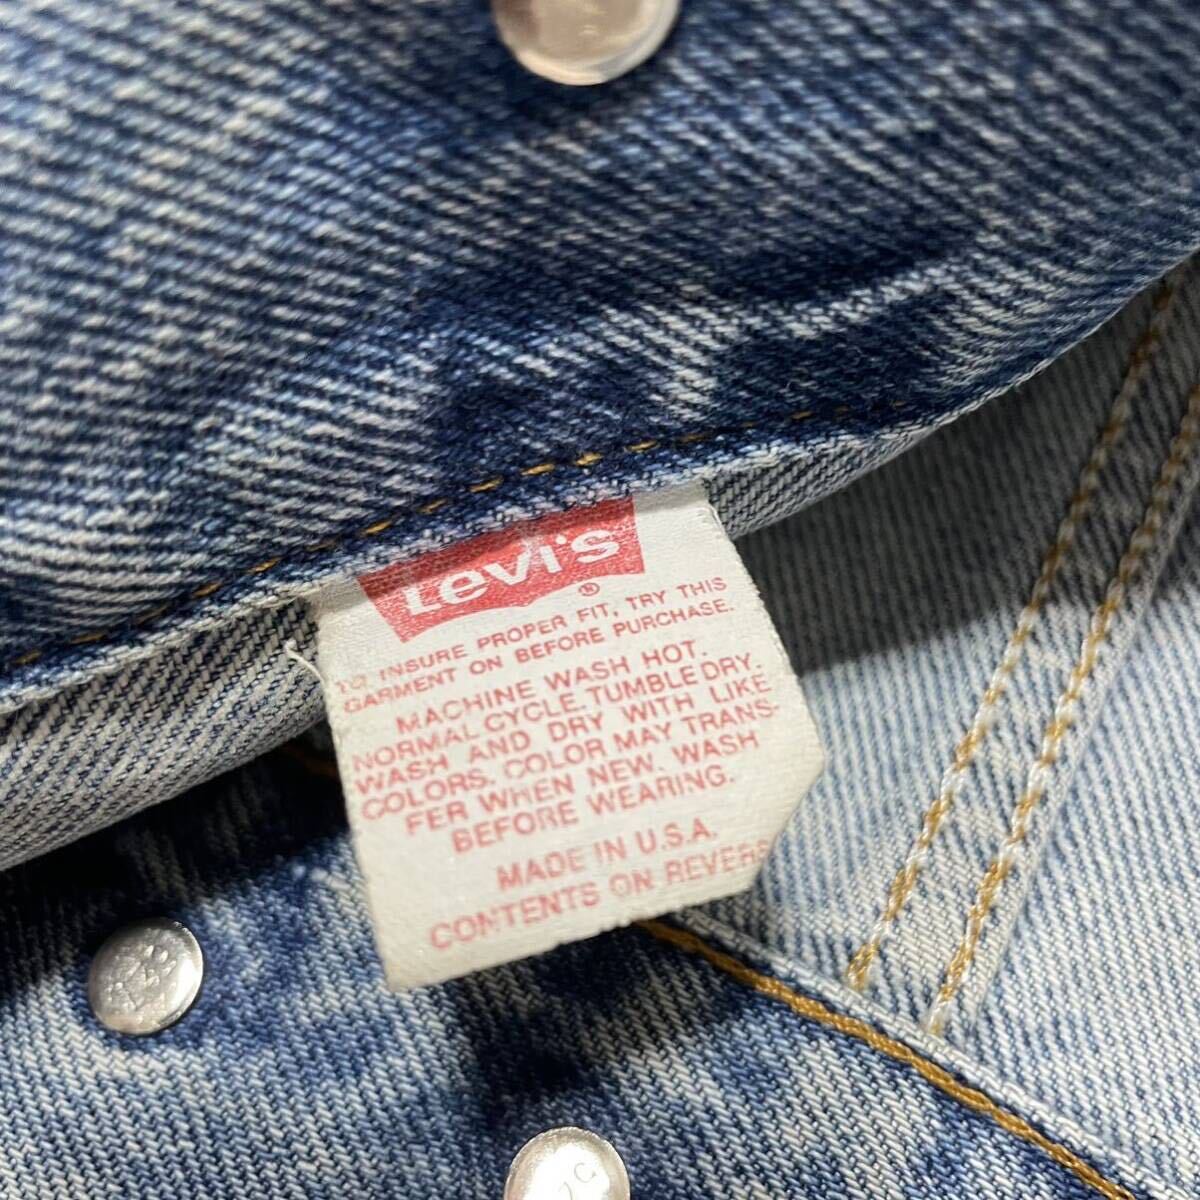 Levi's
®
TO INSURE PROPER FIT, TRY THIS
GARMENT ON BEFORE PURCHASE.
MACHINE WASH HOT.
NORMAL CYCLE. TUMBLE DRY.
WASH AND DRY WITH LIKE
COLORS. COLOR MAY TRANS-
FER WHEN NEW. WASH
BEFORE WEARING.
MADE IN U.S.A.
CONTENTS ON REVERS